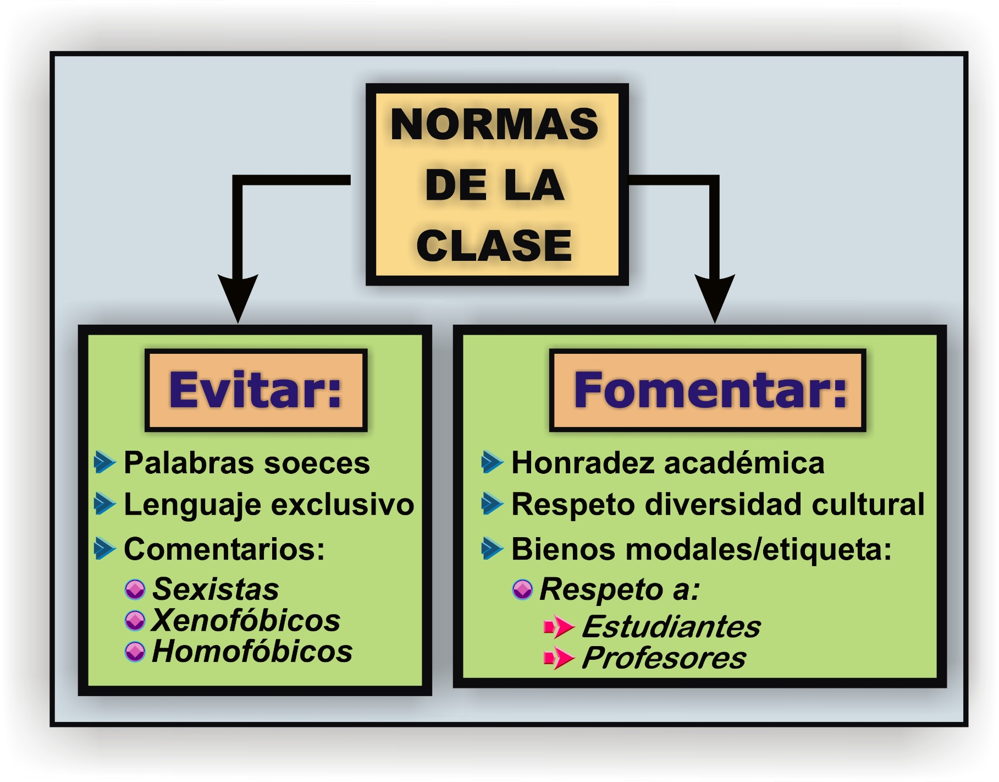 NORMAS
DE LA
CLASE
Evitar:
Palabras soeces
Lenguaje exclusivo
Comentarios:
Sexistas
Xenofóbicos
Homofóbicos
Fomentar:
Honradez académica
Respeto diversidad cultural
Bienos modales/etiqueta:
Respeto a:
Estudiantes
Profesores